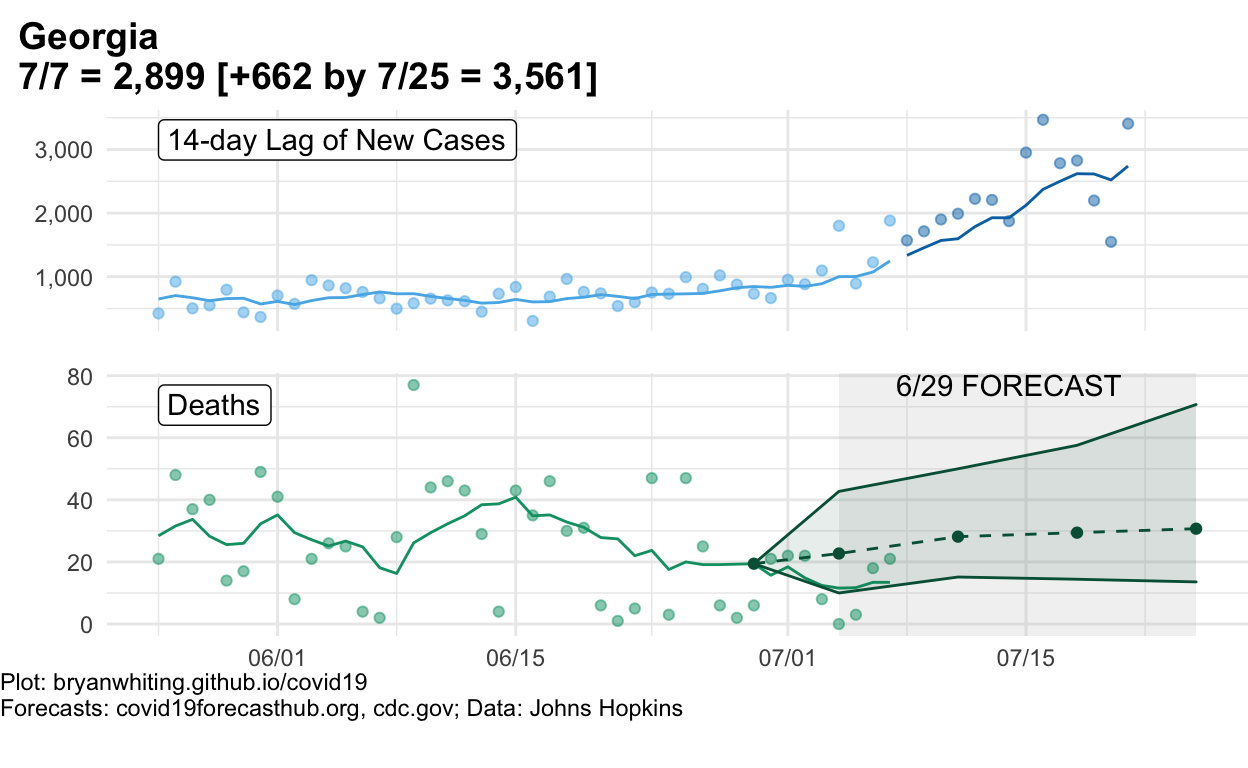 Georgia
7/7 = 2,899 [+662 by 7/25 = 3,561]
14-day Lag of New Cases
3,000
2,000
1,000
80
60
40
20
0
Deaths
6/29 FORECAST
06/01
06/15
07/01
07/15
Plot: bryanwhiting.github.io/covid19
Forecasts: covid19forecasthub.org, cdc.gov; Data: Johns Hopkins